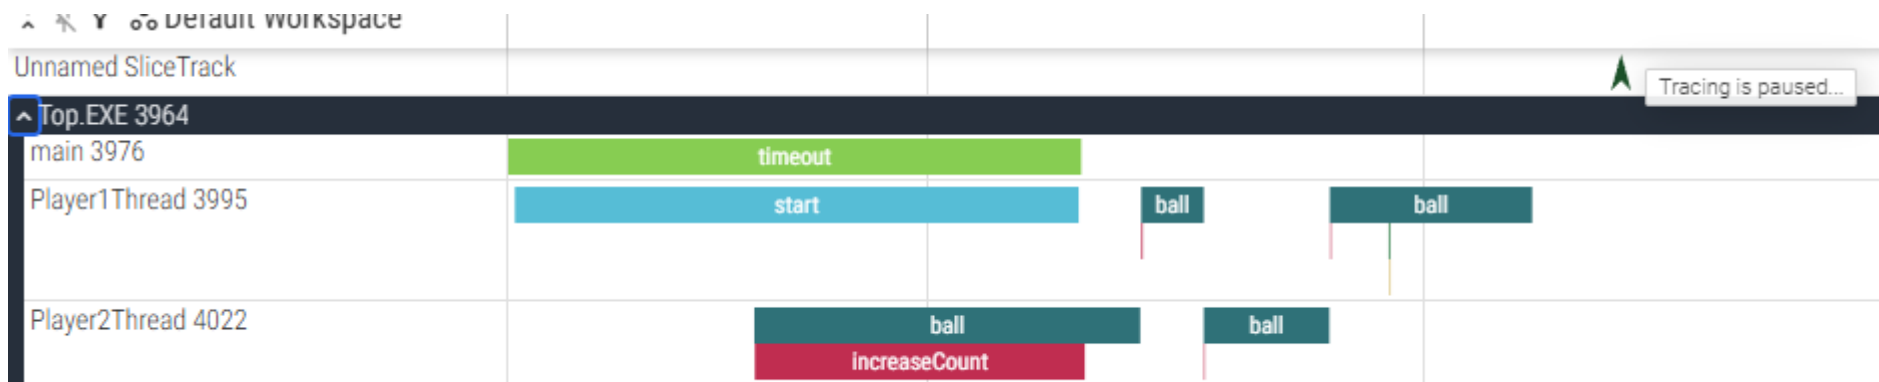 Default Workspace
Unnamed SliceTrack
Tracing is paused...
Top.EXE 3964
main 3976
timeout
Player1Thread 3995
start
ball
ball
Player2Thread 4022
ball
ball
increaseCount